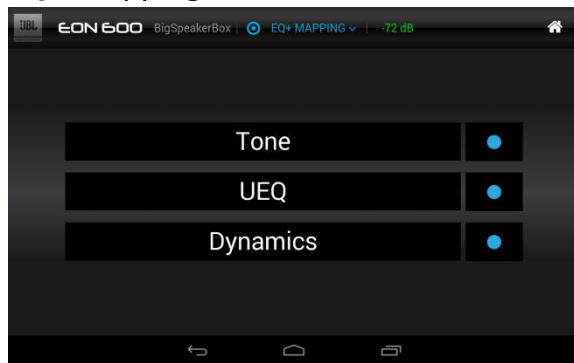 JBL EON 600 BigSpeakerBox | EQ+ MAPPING | -72 dB
Tone
UEQ
Dynamics